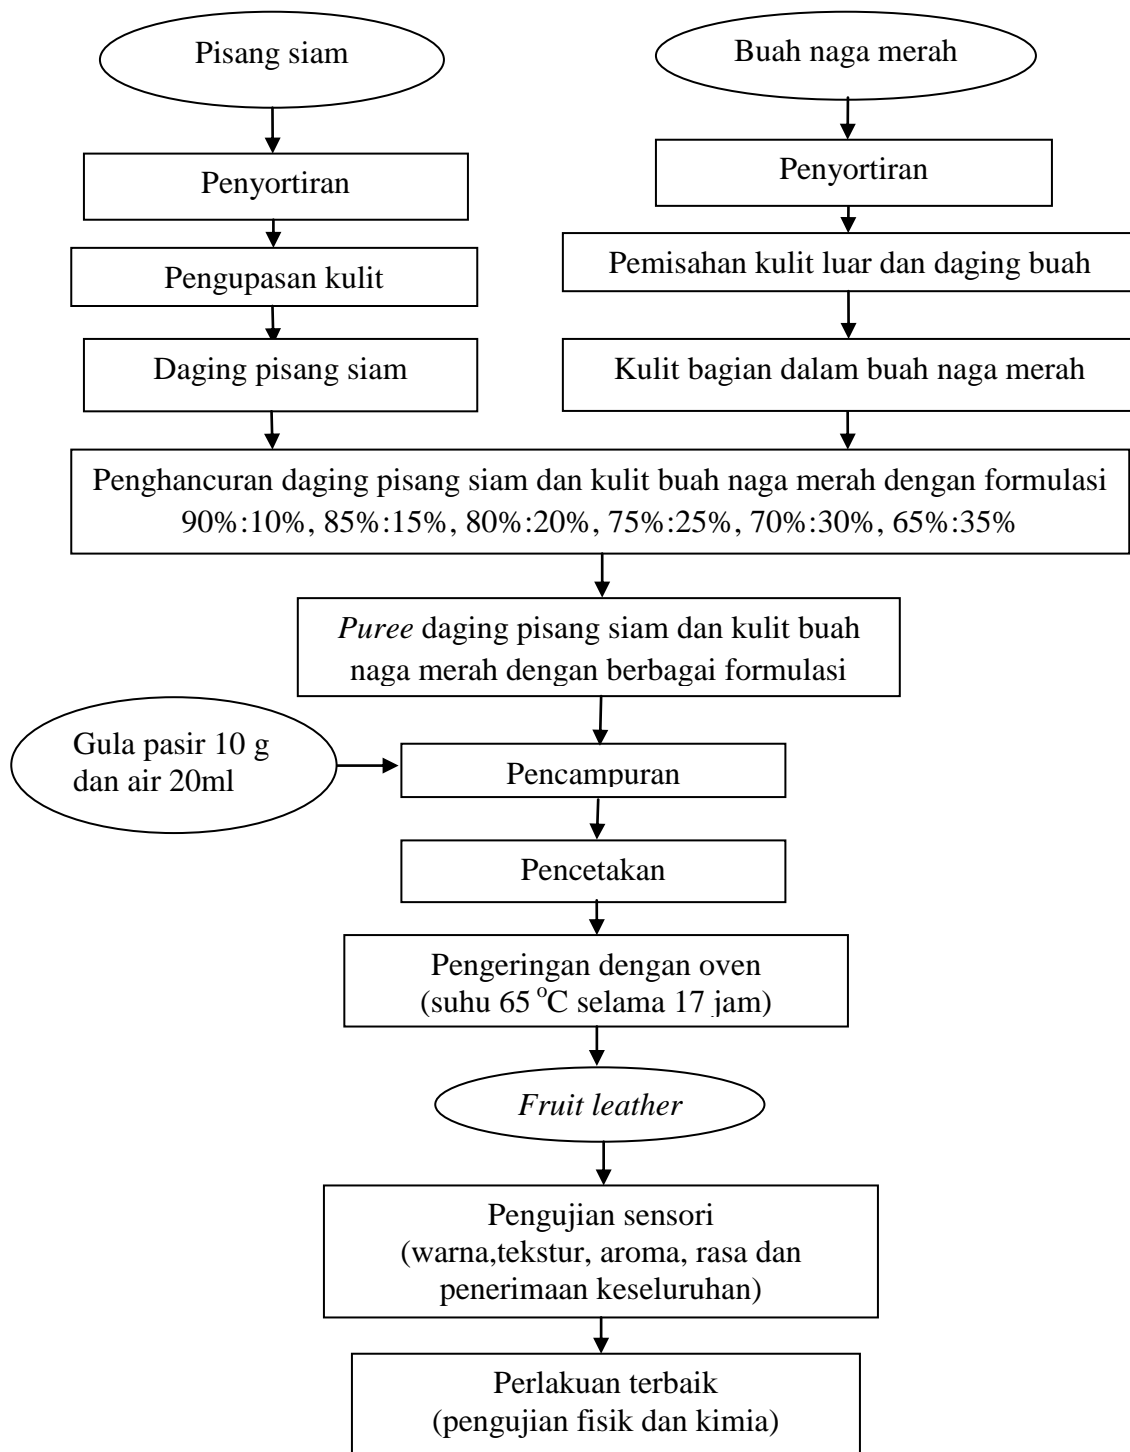 Pisang siam
Buah naga merah
Penyortiran
Penyortiran
Pengupasan kulit
Pemisahan kulit luar dan daging buah
Daging pisang siam
Kulit bagian dalam buah naga merah
Penghancuran daging pisang siam dan kulit buah naga merah dengan formulasi
90%:10%, 85%:15%, 80%:20%, 75%:25%, 70%:30%, 65%:35%
Puree daging pisang siam dan kulit buah
naga merah dengan berbagai formulasi
Gula pasir 10 g
dan air 20ml
Pencampuran
Pencetakan
Pengeringan dengan oven
(suhu 65 °C selama 17 jam)
Fruit leather
Pengujian sensori
(warna,tekstur, aroma, rasa dan
penerimaan keseluruhan)
Perlakuan terbaik
(pengujian fisik dan kimia)